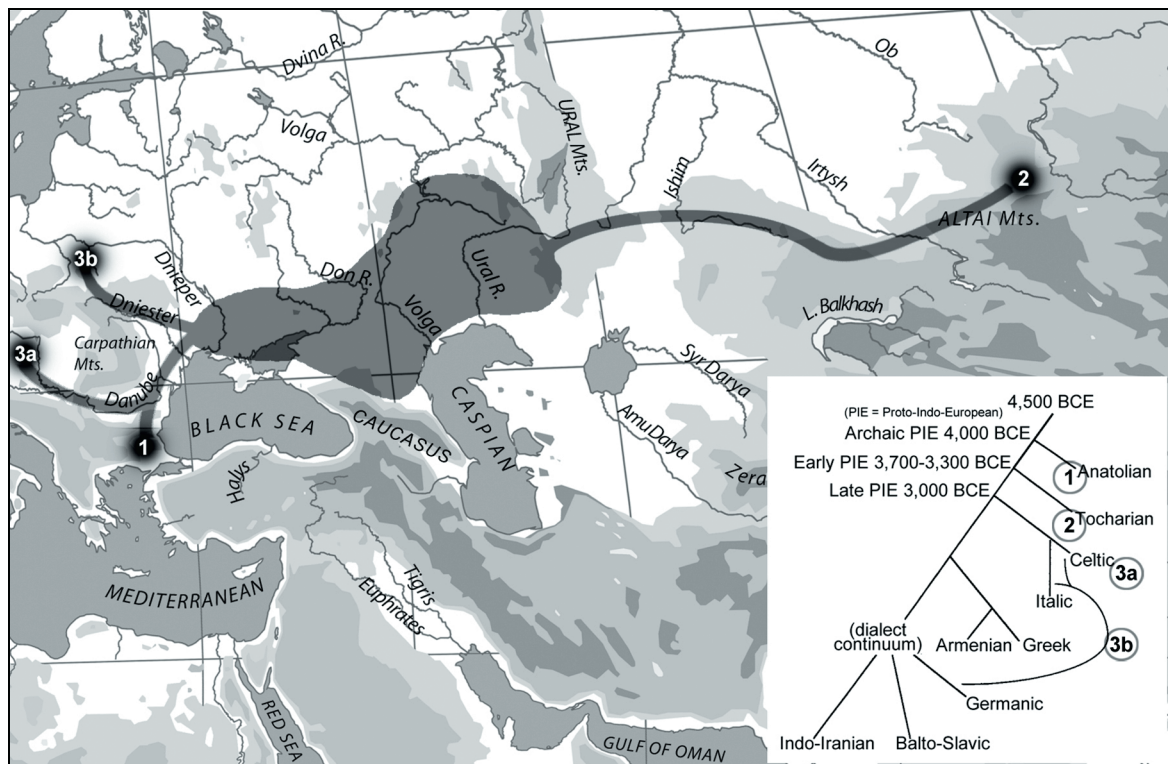 Dvina R.
Ob
Volga
URAL Mts.
Ishim
Irtysh
2
ALTAI Mts.
3b
Dnieper
Don R.
Ural R.
Dniester
Volga
L. Balkhash
3a
Carpathian
Mts.
Danube
Syr Darya
1
BLACK SEA
CAUCASUS
CASPIAN
Amu Darya
Halys
Zera
MEDITERRANEAN
Tigris
Euphrates
RED SEA
GULF OF OMAN
4,500 BCE
(PIE = Proto-Indo-European)
Archaic PIE 4,000 BCE
Early PIE 3,700-3,300 BCE
1 Anatolian
Late PIE 3,000 BCE
2 Tocharian
Celtic 3a
Italic
(dialect
continuum)
Armenian Greek
3b
Germanic
Indo-Iranian Balto-Slavic